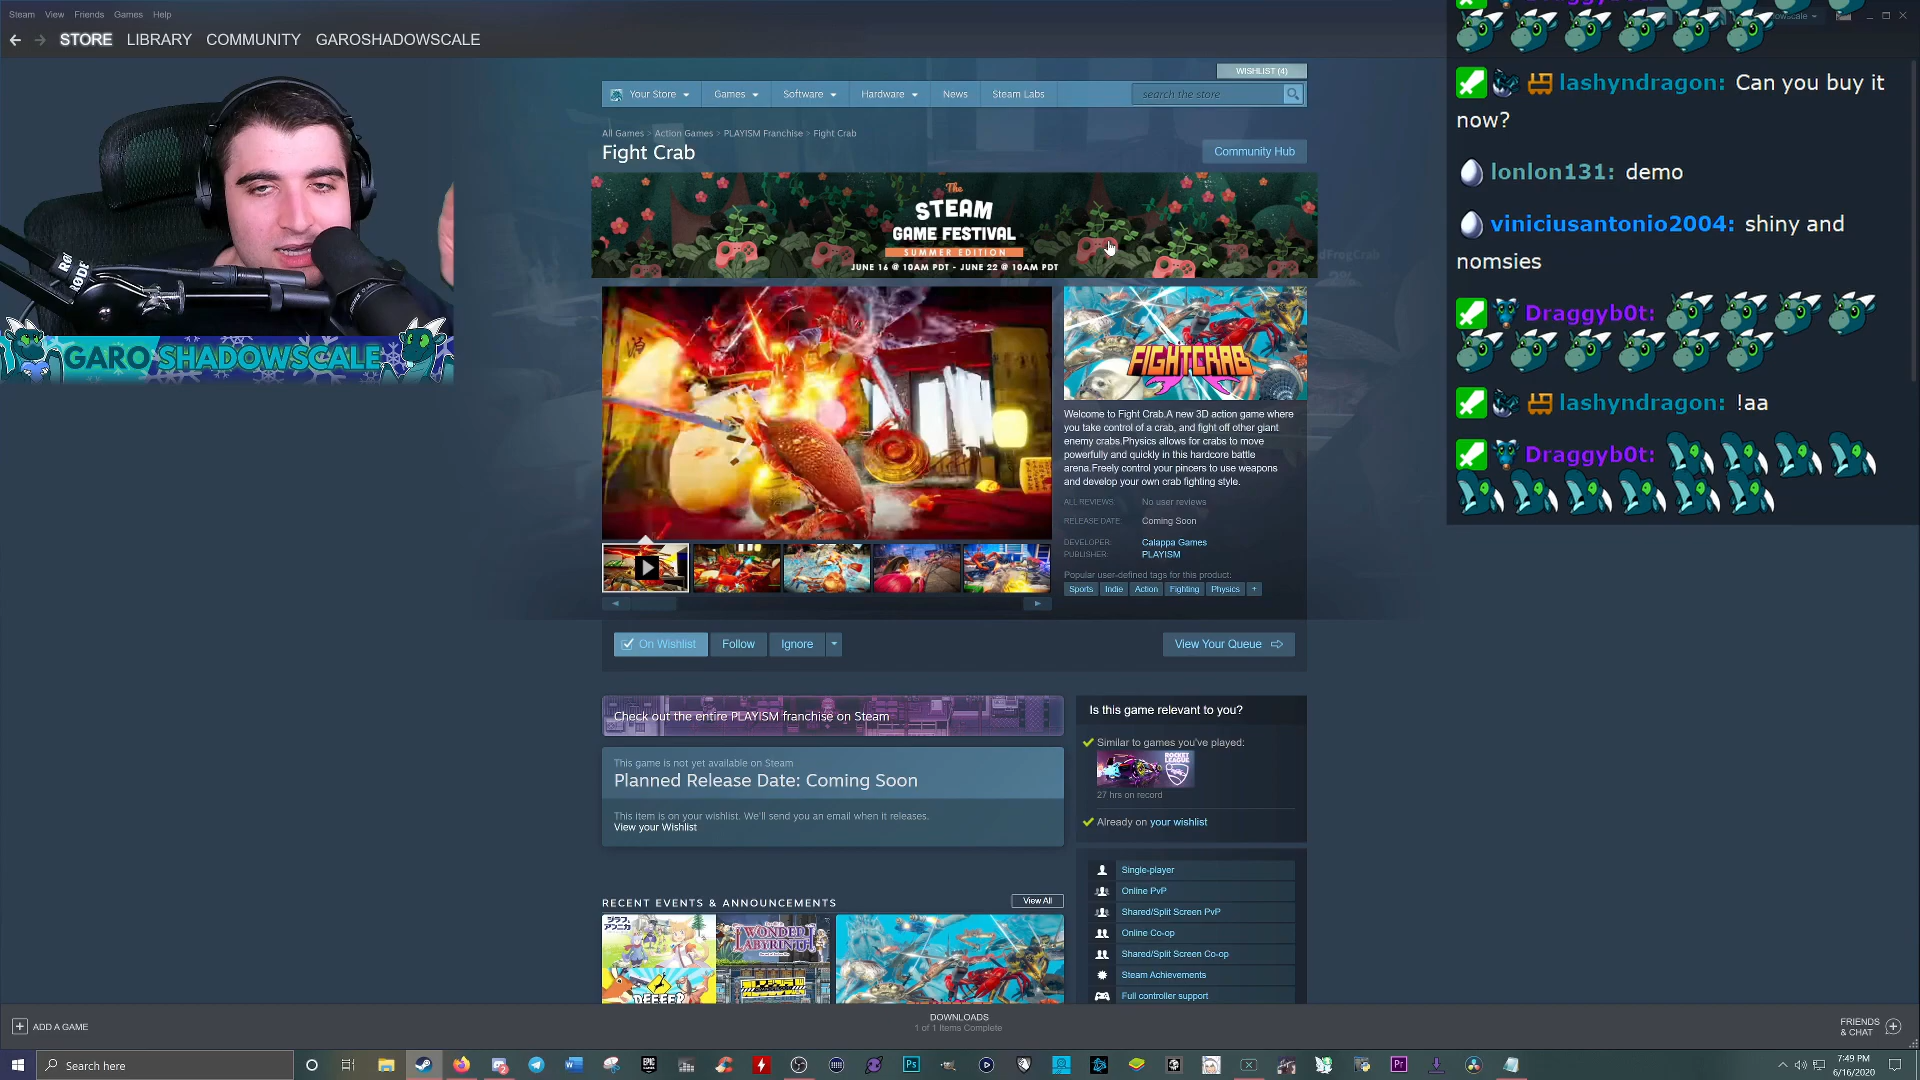 Steam View Friends Games Help
STORE LIBRARY COMMUNITY GAROSHADOWSCALE
WISHLIST (4)
Your Store Games Software Hardware News Steam Labs
search the store
All Games > Action Games > PLAYISM Franchise > Fight Crab
Fight Crab
Community Hub
The
STEAM
GAME FESTIVAL
SUMMER EDITION
JUNE 16 @ 10AM PDT - JUNE 22 @ 10AM PDT
RØDE
GARO SHADOWSCALE
FIGHTCRAB
Welcome to Fight Crab.A new 3D action game where
you take control of a crab, and fight off other giant
enemy crabs.Physics allows for crabs to move
powerfully and quickly in this hardcore battle
arena.Freely control your pincers to use weapons
and develop your own crab fighting style.
ALL REVIEWS: No user reviews
RELEASE DATE: Coming Soon
DEVELOPER: Calappa Games
PUBLISHER: PLAYISM
Popular user-defined tags for this product:
Sports Indie Action Fighting Physics +
On Wishlist Follow Ignore
View Your Queue
Check out the entire PLAYISM franchise on Steam
This game is not yet available on Steam
Planned Release Date: Coming Soon
This item is on your wishlist. We'll send you an email when it releases.
View your Wishlist
Is this game relevant to you?
Similar to games you've played:
ROCKET
LEAGUE
27 hrs on record
Already on your wishlist
Single-player
Online PvP
Shared/Split Screen PvP
Online Co-op
Shared/Split Screen Co-op
Steam Achievements
Full controller support
RECENT EVENTS & ANNOUNCEMENTS
View All
WONDER
LABYRINTH
DEEEER
lashyndragon: Can you buy it
now?
lonlon131: demo
viniciusantonio2004: shiny and
nomsies
Draggyb0t:
lashyndragon: !aa
Draggyb0t:
ADD A GAME
DOWNLOADS
1 of 1 Items Complete
FRIENDS
& CHAT
Search here
EPIC
Ps
Pr
7:49 PM
6/16/2020